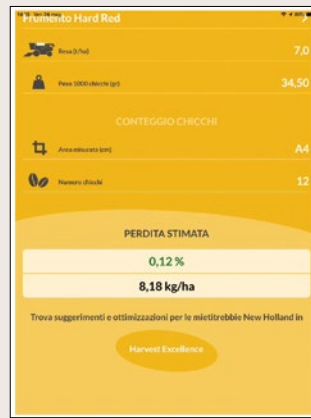 Frumento Hard Red
Resa (t/ha) 7,0
Peso 1000 chicchi (gr) 34,50
CONTEGGIO CHICCHI
Area misurata (cm) A4
Numero chicchi 12
PERDITA STIMATA
0,12 %
8,18 kg/ha
Trova suggerimenti e ottimizzazioni per le mietitrebbie New Holland in
Harvest Excellence